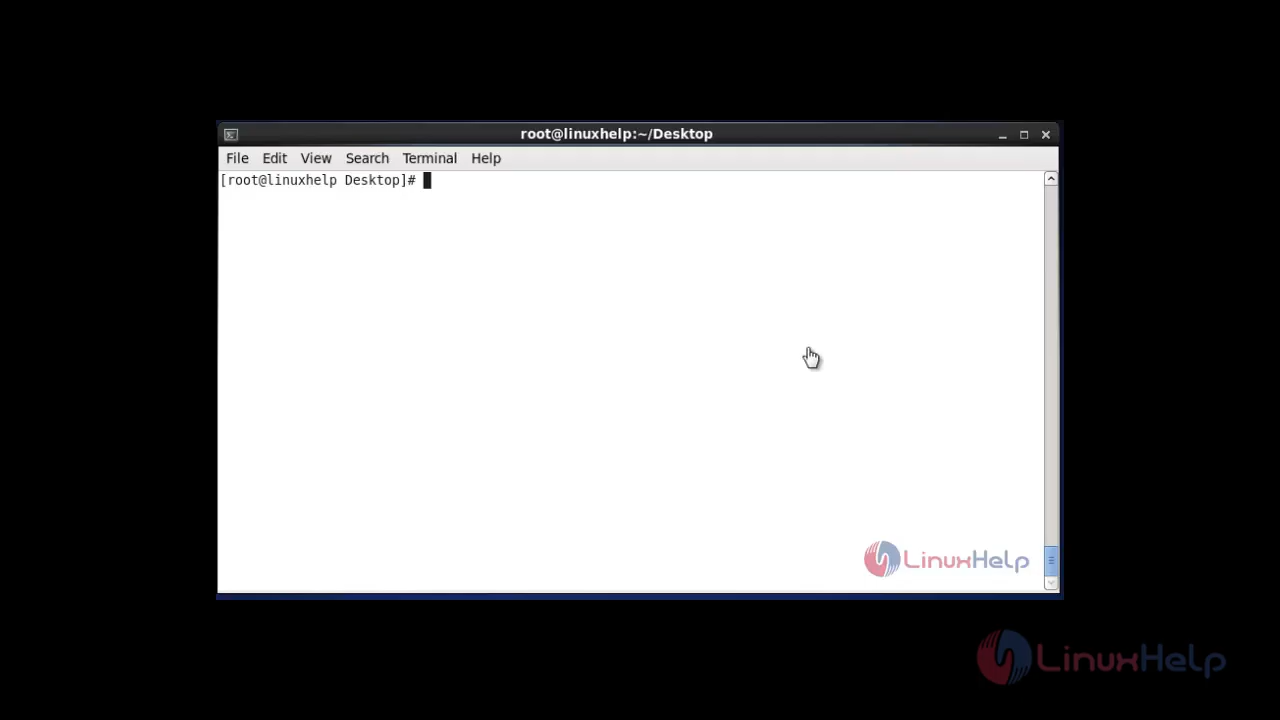 root@linuxhelp:~/Desktop
File Edit View Search Terminal Help
[root@linuxhelp Desktop]#
LinuxHelp
LinuxHelp